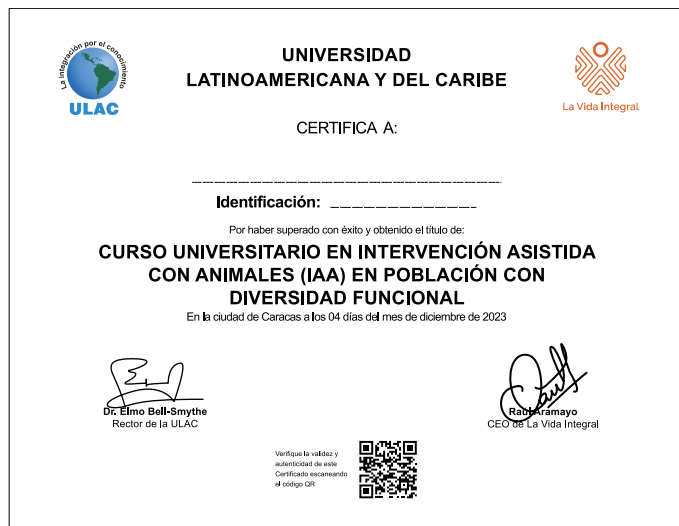 La integración por el conocimiento
ULAC
UNIVERSIDAD
LATINOAMERICANA Y DEL CARIBE
La Vida Integral
CERTIFICA A:
Identificación:
Por haber superado con éxito y obtenido el título de:
CURSO UNIVERSITARIO EN INTERVENCIÓN ASISTIDA
CON ANIMALES (IAA) EN POBLACIÓN CON
DIVERSIDAD FUNCIONAL
En la ciudad de Caracas a los 04 días del mes de diciembre de 2023
Dr. Elmo Bell-Smythe
Rector de la ULAC
Raúl Aramayo
CEO de La Vida Integral
Verifique la validez y
autenticidad de este
Certificado escaneando
el código QR